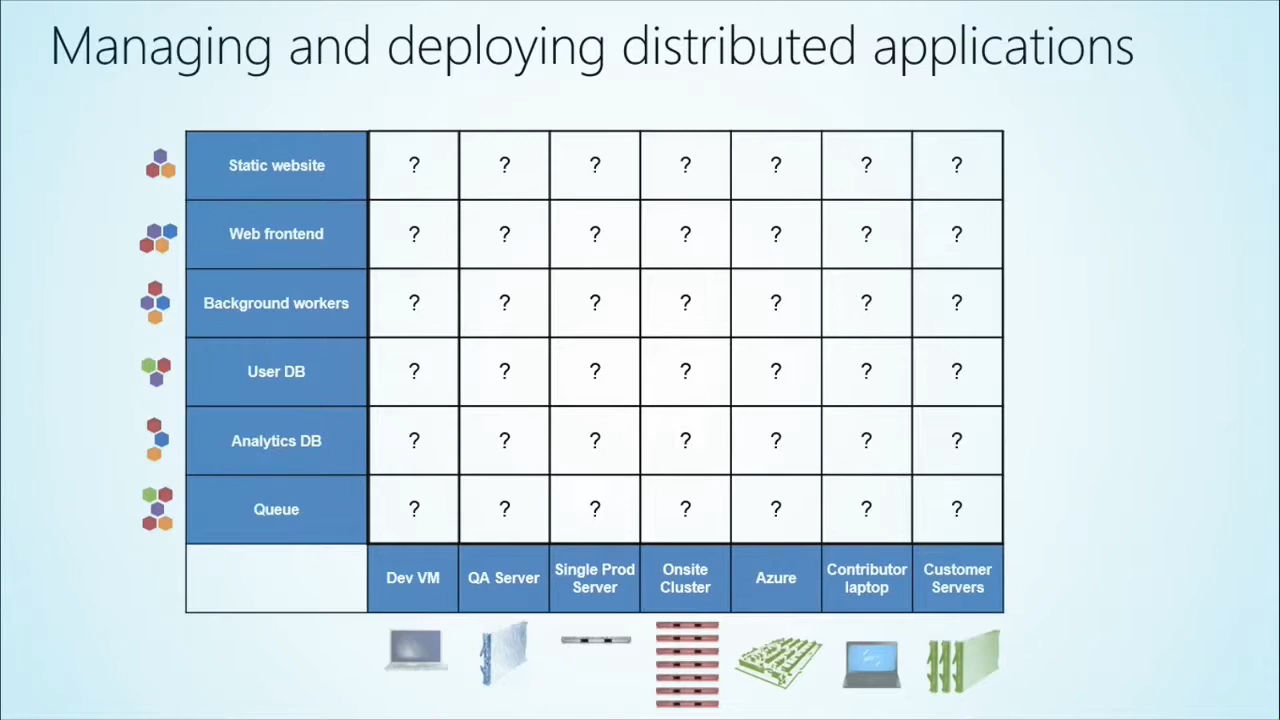 Managing and deploying distributed applications
Static website ? ? ? ? ? ? ?
Web frontend ? ? ? ? ? ? ?
Background workers ? ? ? ? ? ? ?
User DB ? ? ? ? ? ? ?
Analytics DB ? ? ? ? ? ? ?
Queue ? ? ? ? ? ? ?
Dev VM
QA Server
Single Prod
Server
Onsite
Cluster
Azure
Contributor
laptop
Customer
Servers